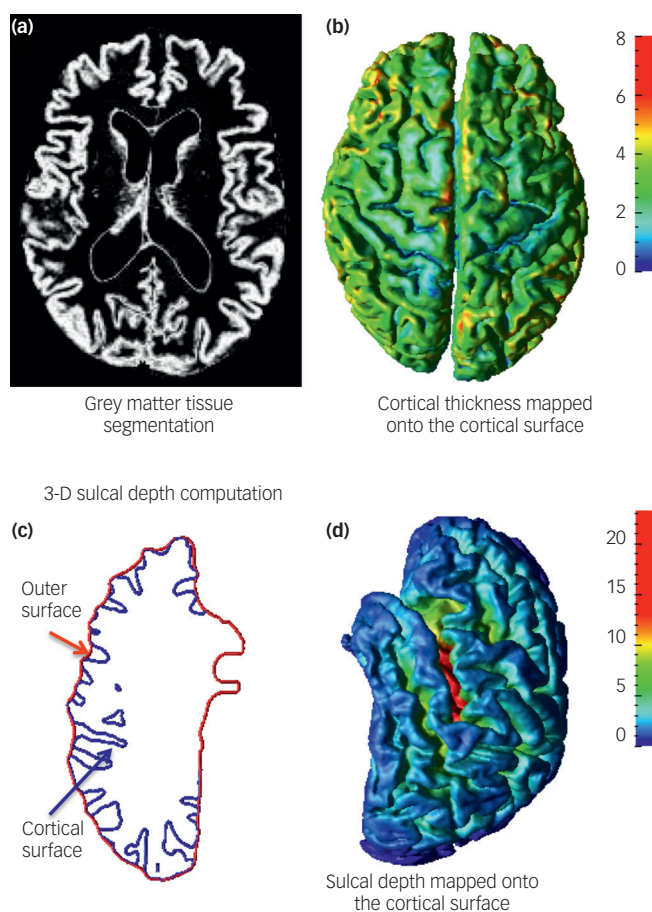 (a)
(b)
8
6
4
2
0
Grey matter tissue
segmentation
Cortical thickness mapped
onto the cortical surface
3-D sulcal depth computation
(c)
Outer
surface
Cortical
surface
(d)
20
15
10
5
0
Sulcal depth mapped onto
the cortical surface